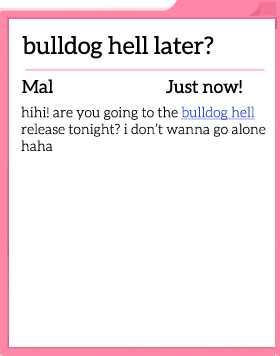 bulldog hell later?
Mal Just now!
hihi! are you going to the bulldog hell
release tonight? i don't wanna go alone
haha